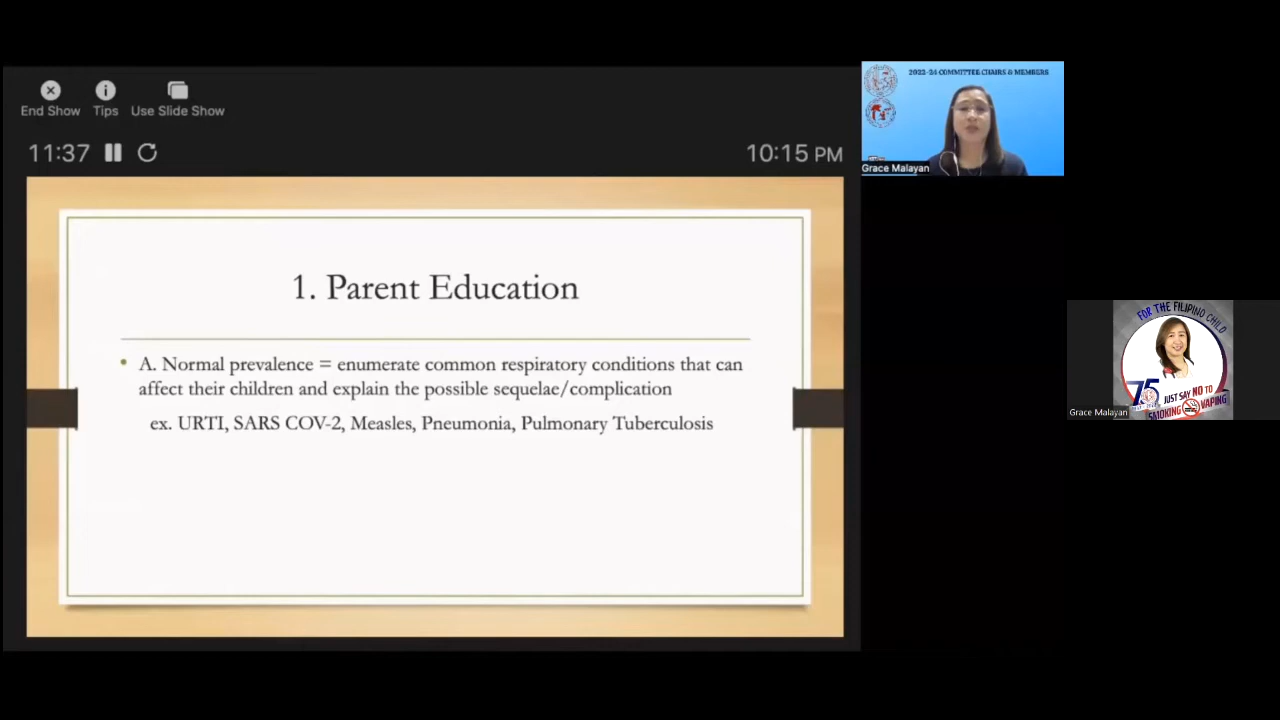 End Show
Tips
Use Slide Show
11:37
10:15 PM
1. Parent Education
• A. Normal prevalence = enumerate common respiratory conditions that can
affect their children and explain the possible sequelae/complication
ex. URTI, SARS COV-2, Measles, Pneumonia, Pulmonary Tuberculosis
2022-24 COMMITTEE CHAIRS & MEMBERS
Grace Malayan
FOR THE FILIPINO CHILD
75
JUST SAY NO TO
SMOKING VAPING
Grace Malayan